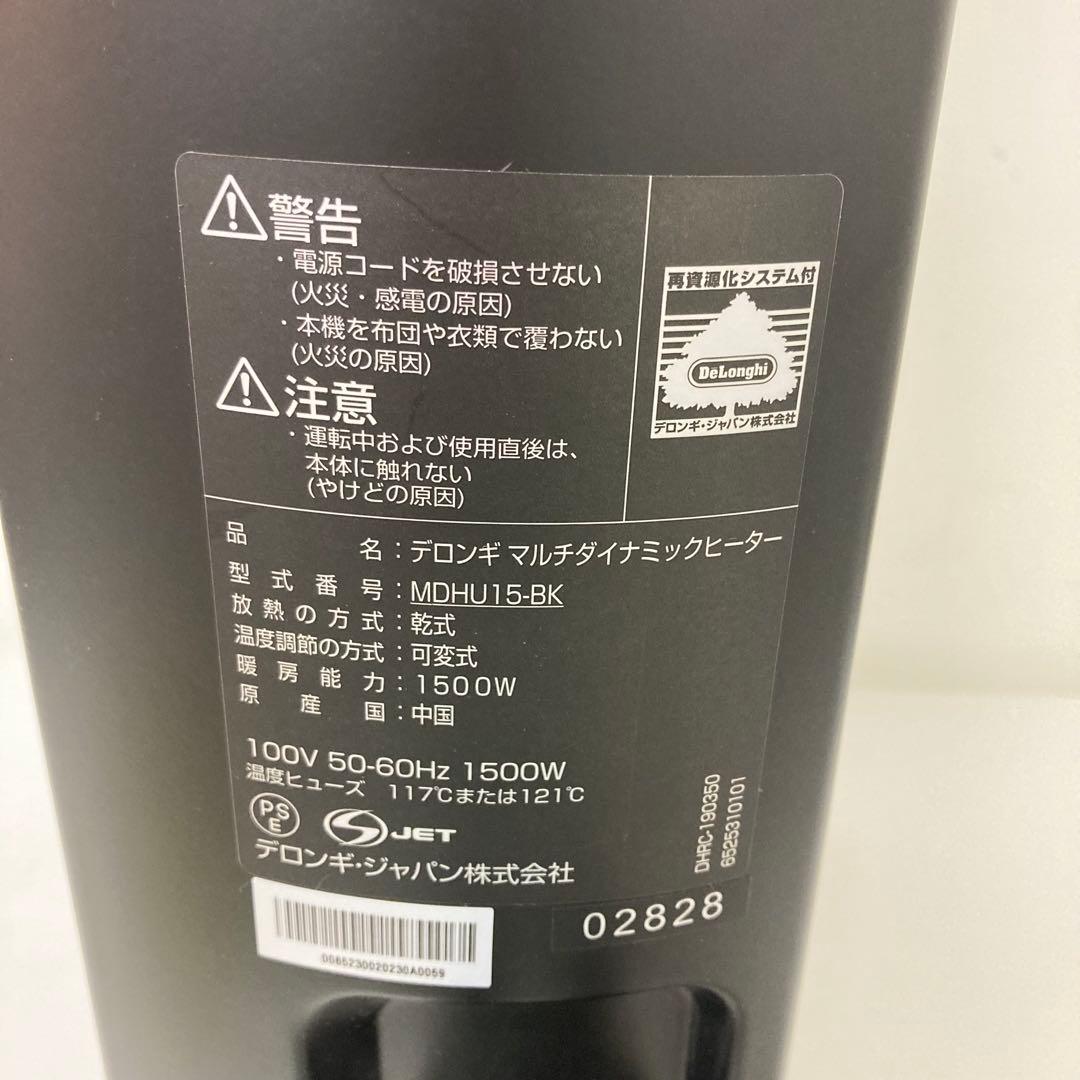 警告
・電源コードを破損させない
(火災・感電の原因)
・本機を布団や衣類で覆わない
(火災の原因)
注意
・運転中および使用直後は、
本体に触れない
(やけどの原因)
再資源化システム付
DeLonghi
デロンギ・ジャパン株式会社
品名：デロンギ マルチダイナミックヒーター
型式番号：MDHU15-BK
放熱の方式：乾式
温度調節の方式：可変式
暖房能力：1500W
原産国：中国
100V 50-60Hz 1500W
温度ヒューズ 117℃または121℃
PSE
JET
デロンギ・ジャパン株式会社
DHRC-190350
6525310101
02828
0065230020230A0059